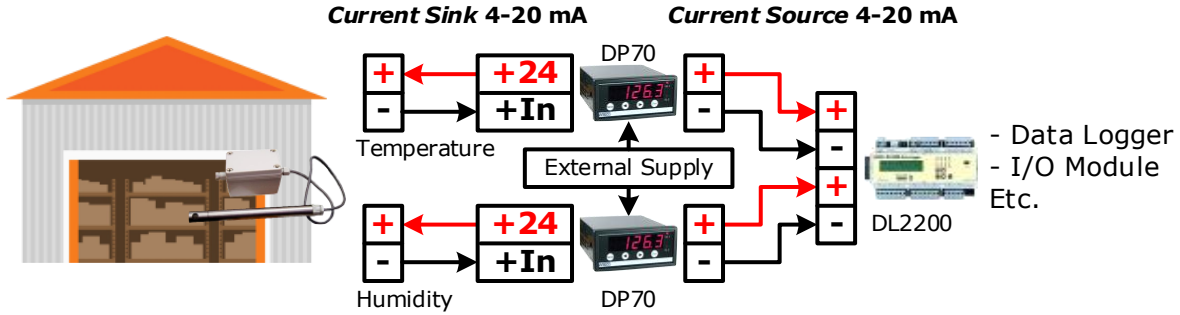 Current Sink 4-20 mA
Current Source 4-20 mA
DP70
+ +24
- +In
Temperature
126.3
+
-
External Supply
+
-
+
-
DL2200
- Data Logger
- I/O Module
Etc.
+ +24
- +In
Humidity
126.3
DP70
+
-